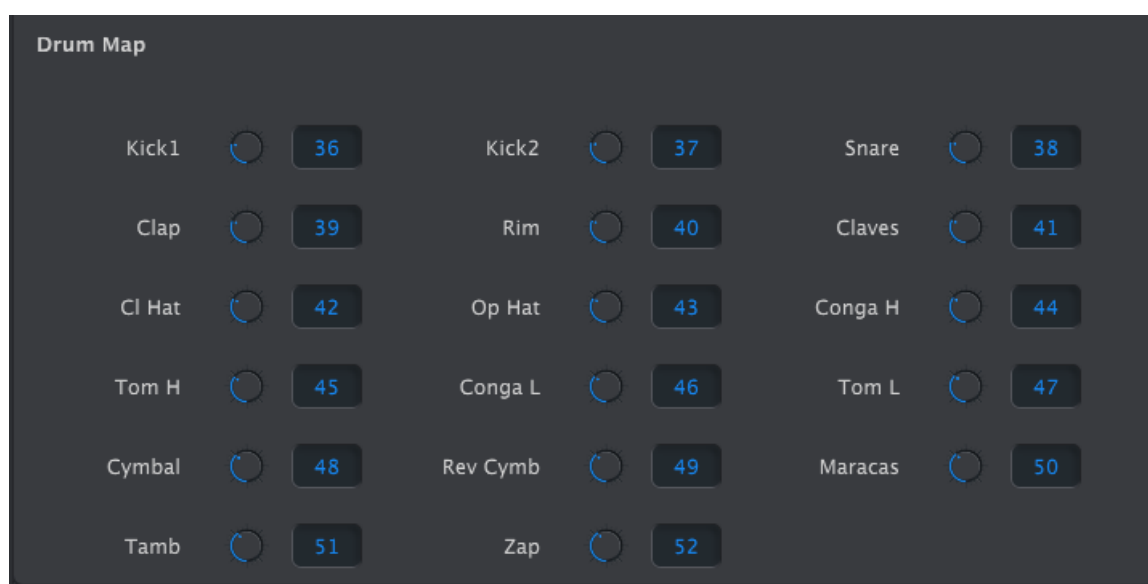 Drum Map
Kick1 36 Kick2 37 Snare 38
Clap 39 Rim 40 Claves 41
Cl Hat 42 Op Hat 43 Conga H 44
Tom H 45 Conga L 46 Tom L 47
Cymbal 48 Rev Cymb 49 Maracas 50
Tamb 51 Zap 52